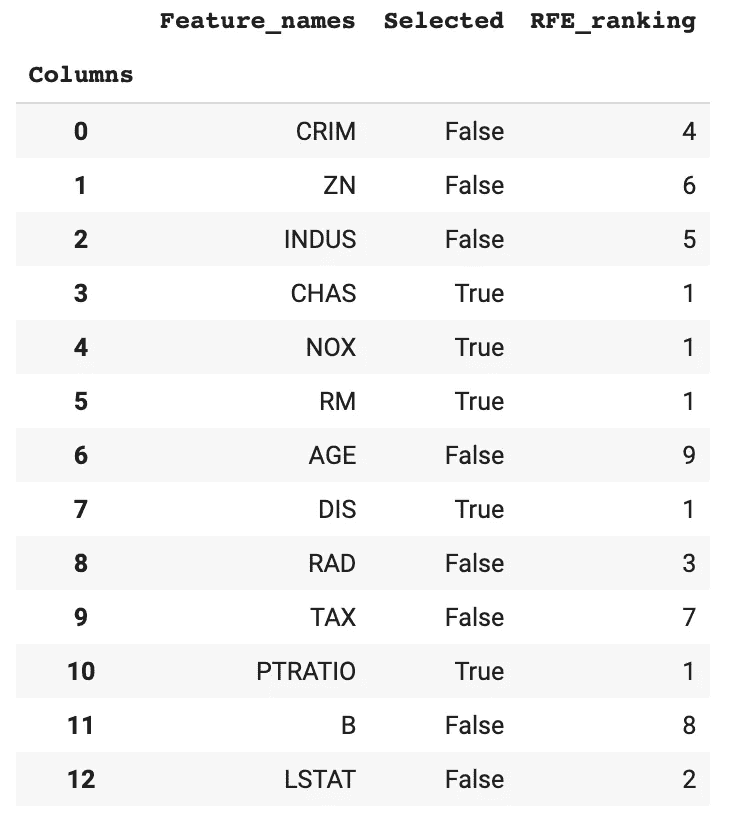 Feature_names Selected RFE_ranking
Columns
0 CRIM False 4
1 ZN False 6
2 INDUS False 5
3 CHAS True 1
4 NOX True 1
5 RM True 1
6 AGE False 9
7 DIS True 1
8 RAD False 3
9 TAX False 7
10 PTRATIO True 1
11 B False 8
12 LSTAT False 2